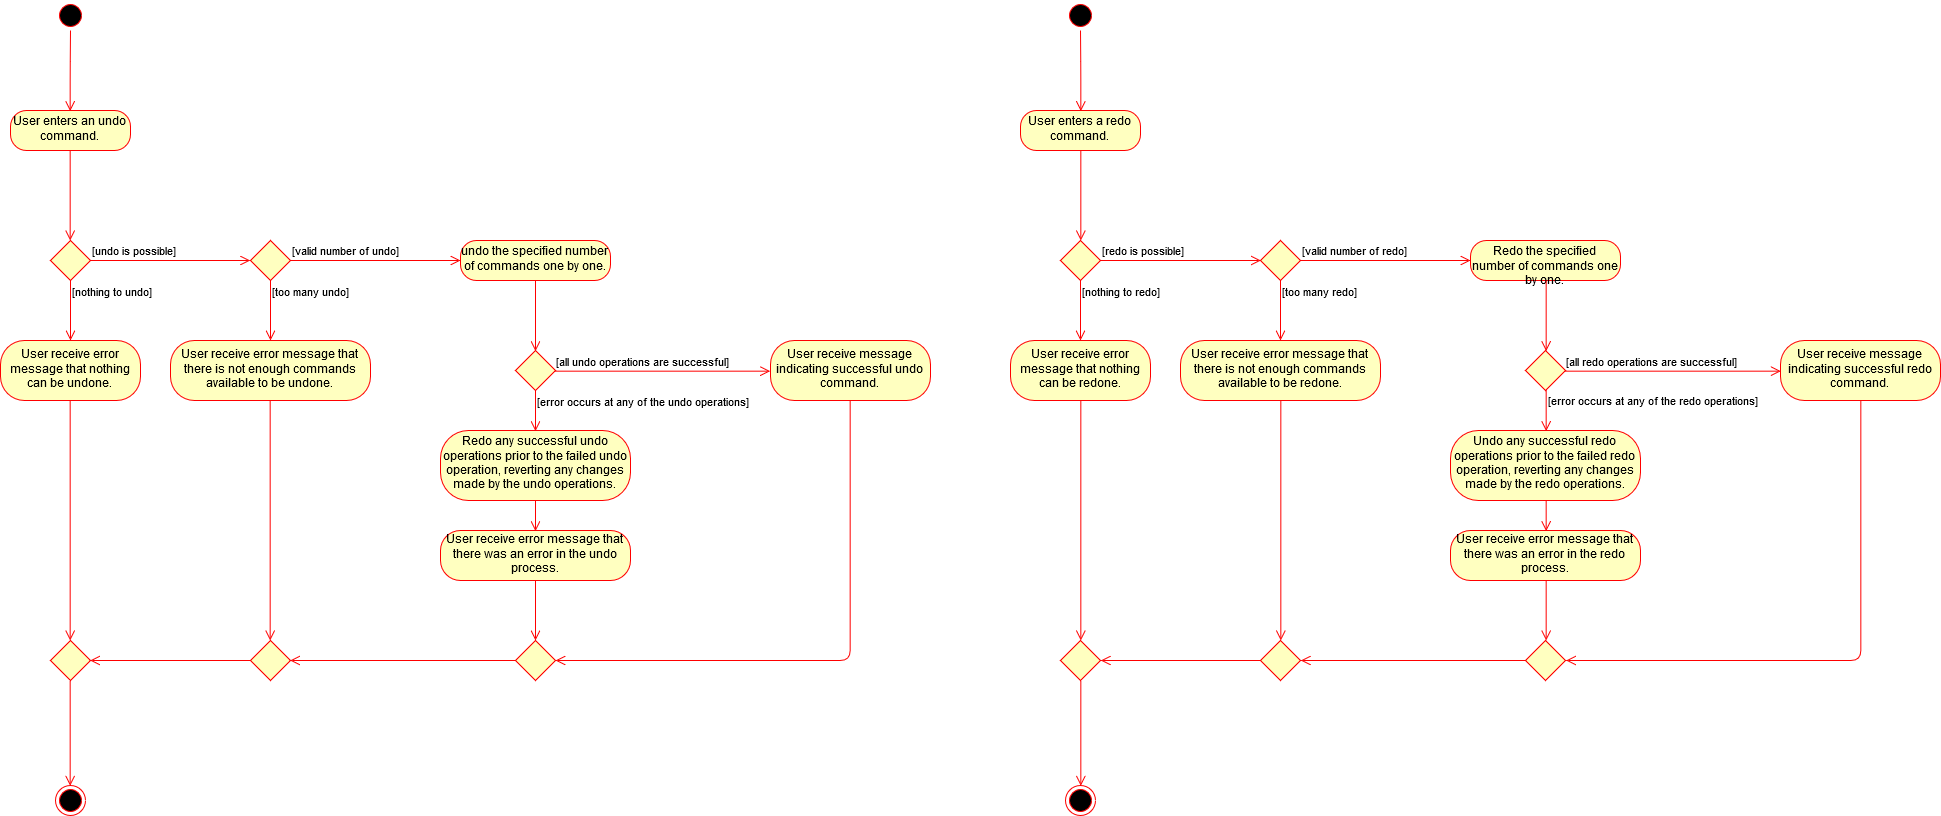 User enters an undo
command.
[undo is possible]
[valid number of undo]
undo the specified number
of commands one by one.
[nothing to undo]
[too many undo]
User receive error
message that nothing
can be undone.
User receive error message that
there is not enough commands
available to be undone.
[all undo operations are successful]
User receive message
indicating successful undo
command.
[error occurs at any of the undo operations]
Redo any successful undo
operations prior to the failed undo
operation, reverting any changes
made by the undo operations.
User receive error message that
there was an error in the undo
process.
User enters a redo
command.
[redo is possible]
[valid number of redo]
Redo the specified
number of commands one
by one.
[nothing to redo]
[too many redo]
User receive error
message that nothing
can be redone.
User receive error message that
there is not enough commands
available to be redone.
[all redo operations are successful]
User receive message
indicating successful redo
command.
[error occurs at any of the redo operations]
Undo any successful redo
operations prior to the failed redo
operation, reverting any changes
made by the redo operations.
User receive error message that
there was an error in the redo
process.